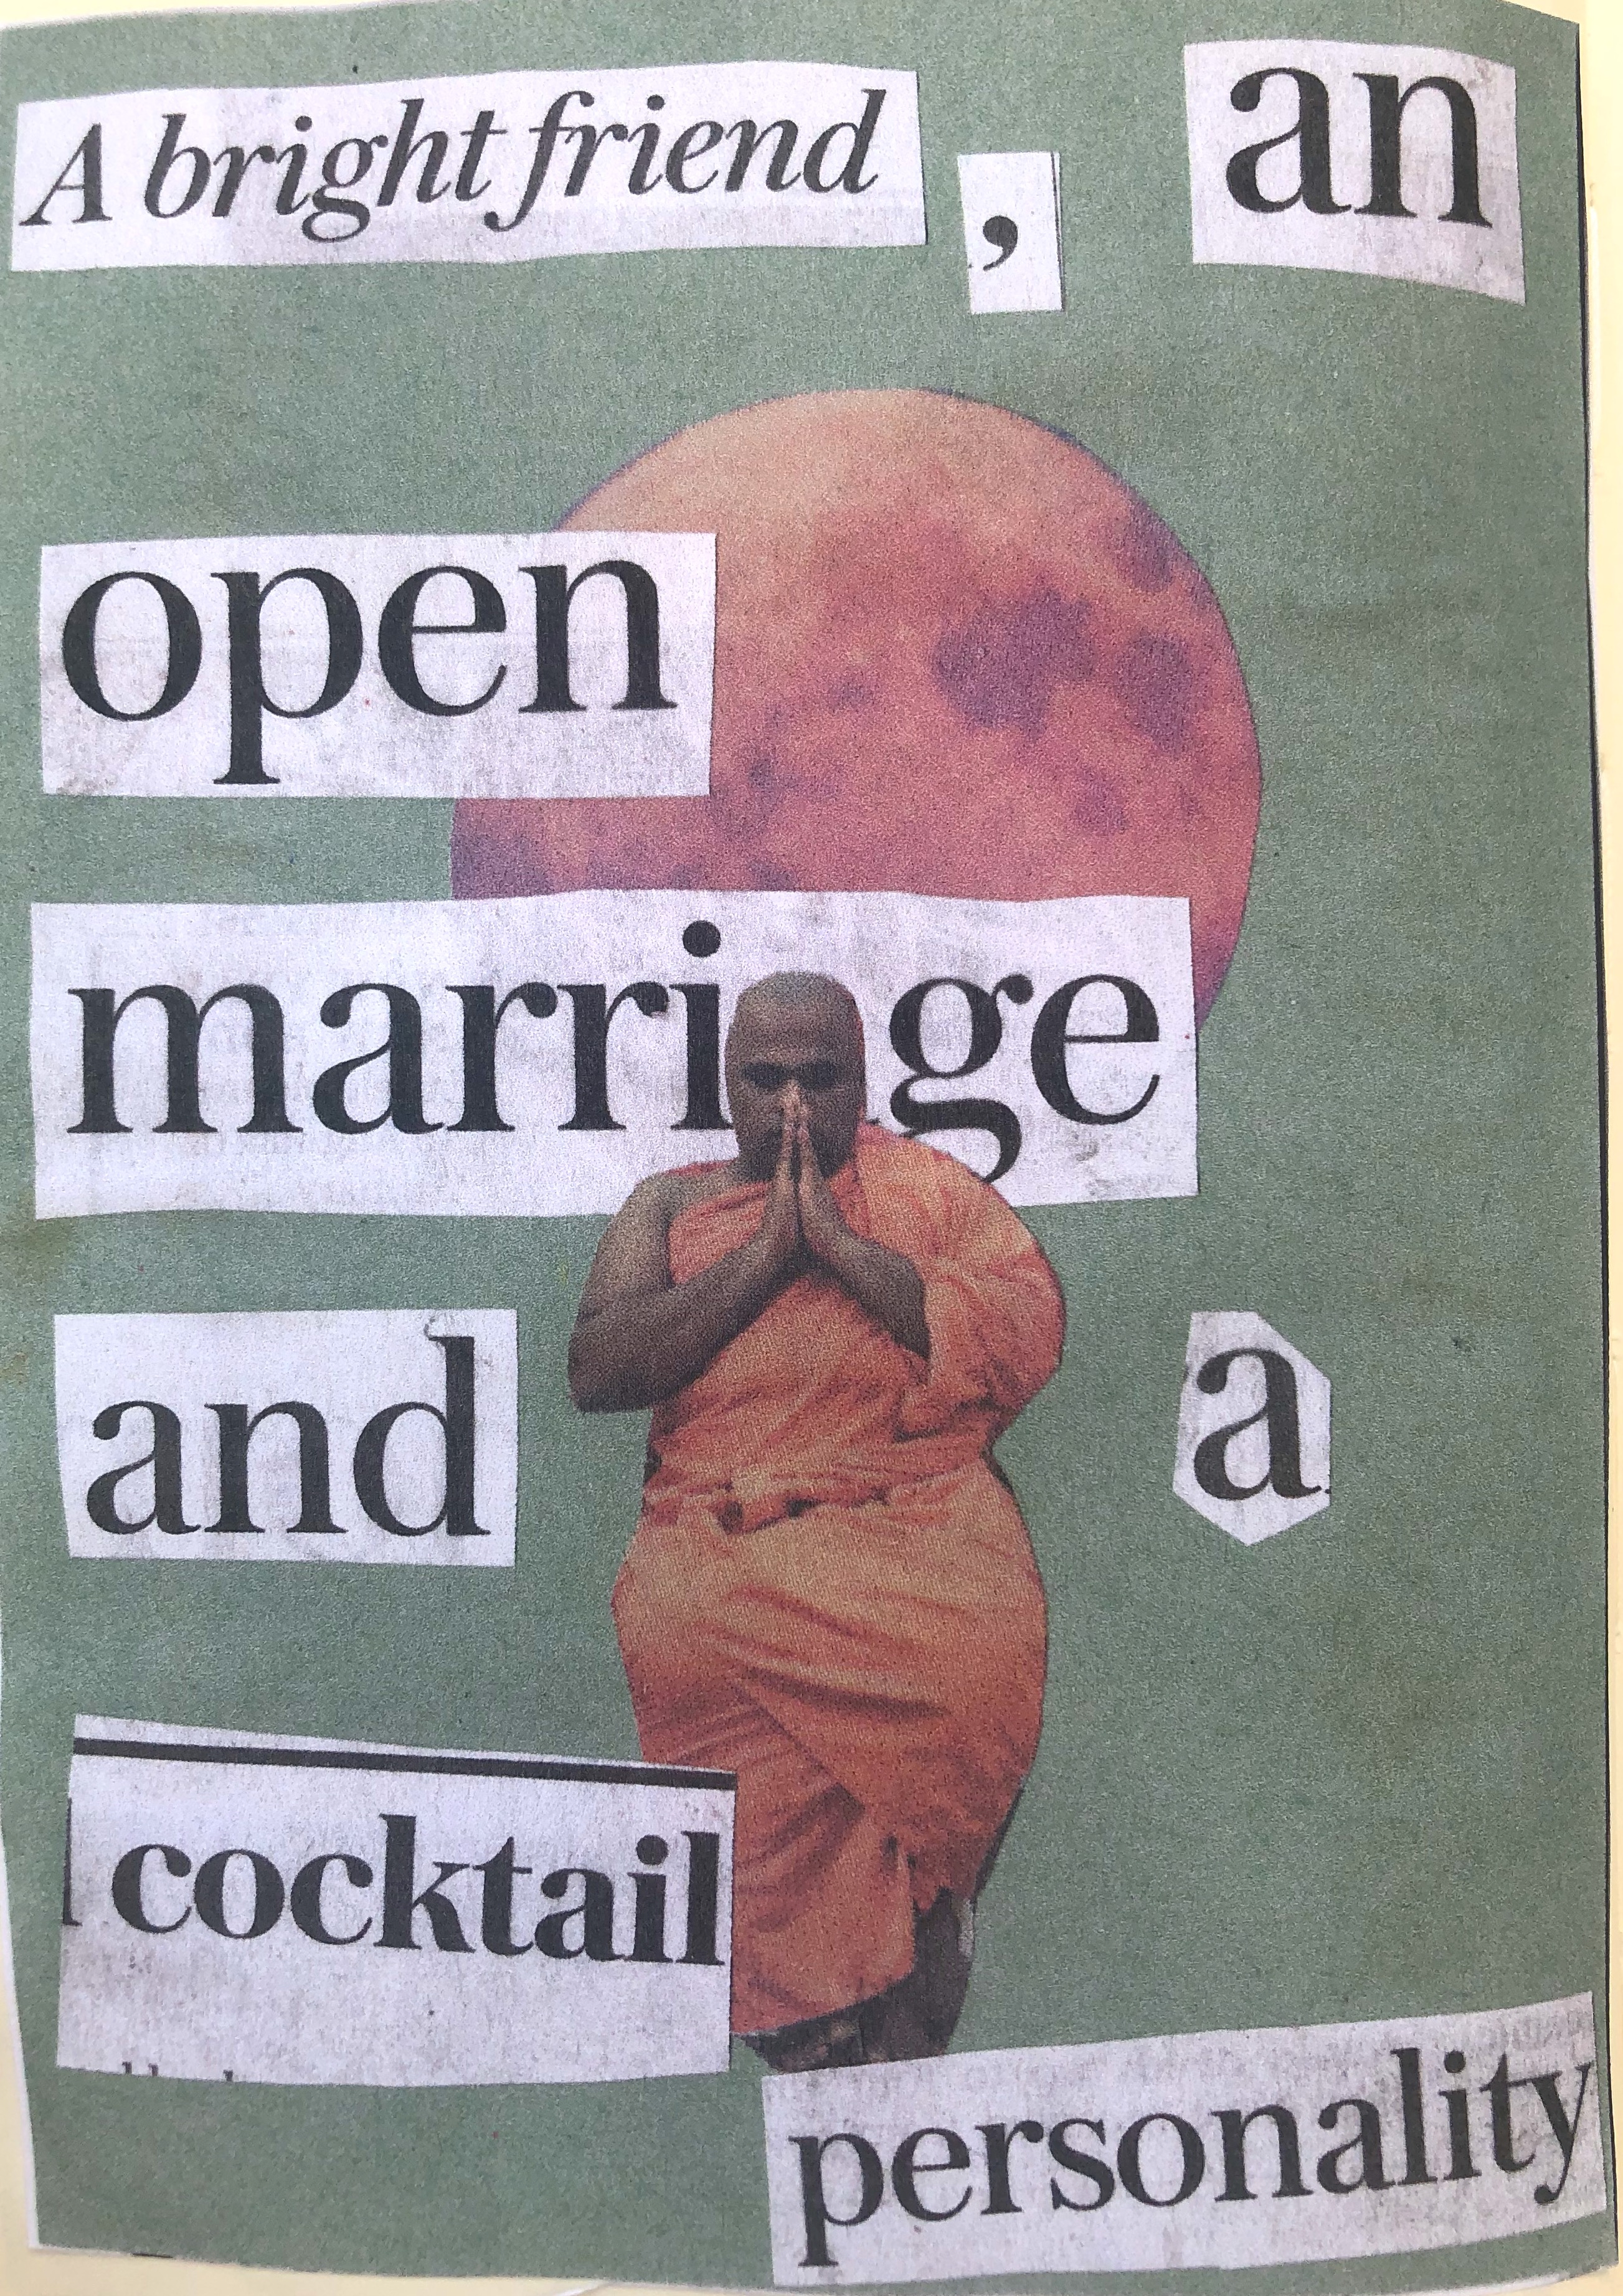 A bright friend , an
open
marriage
and a
cocktail
personality